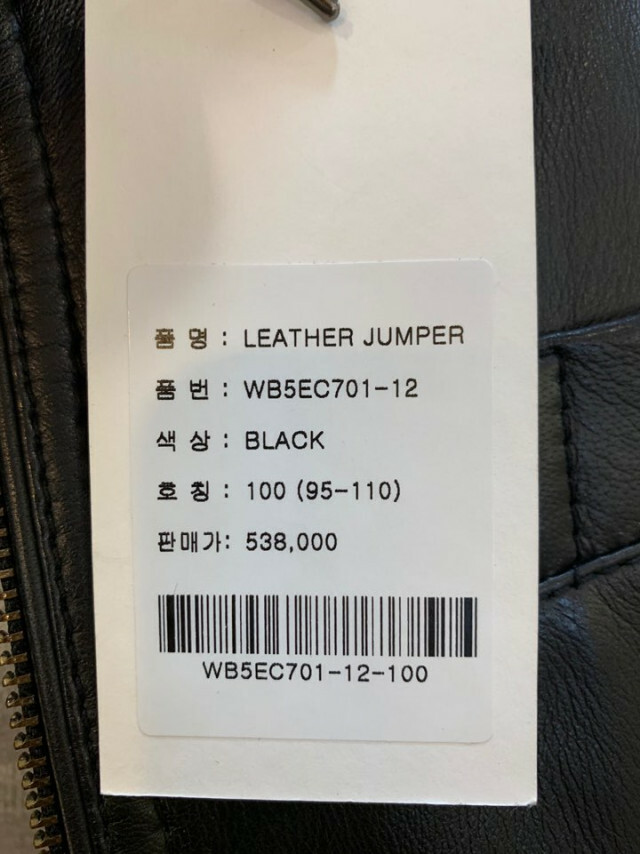 품 명 : LEATHER JUMPER
품 번 : WB5EC701-12
색 상 : BLACK
호 칭 : 100 (95-110)
판매가: 538,000
WB5EC701-12-100